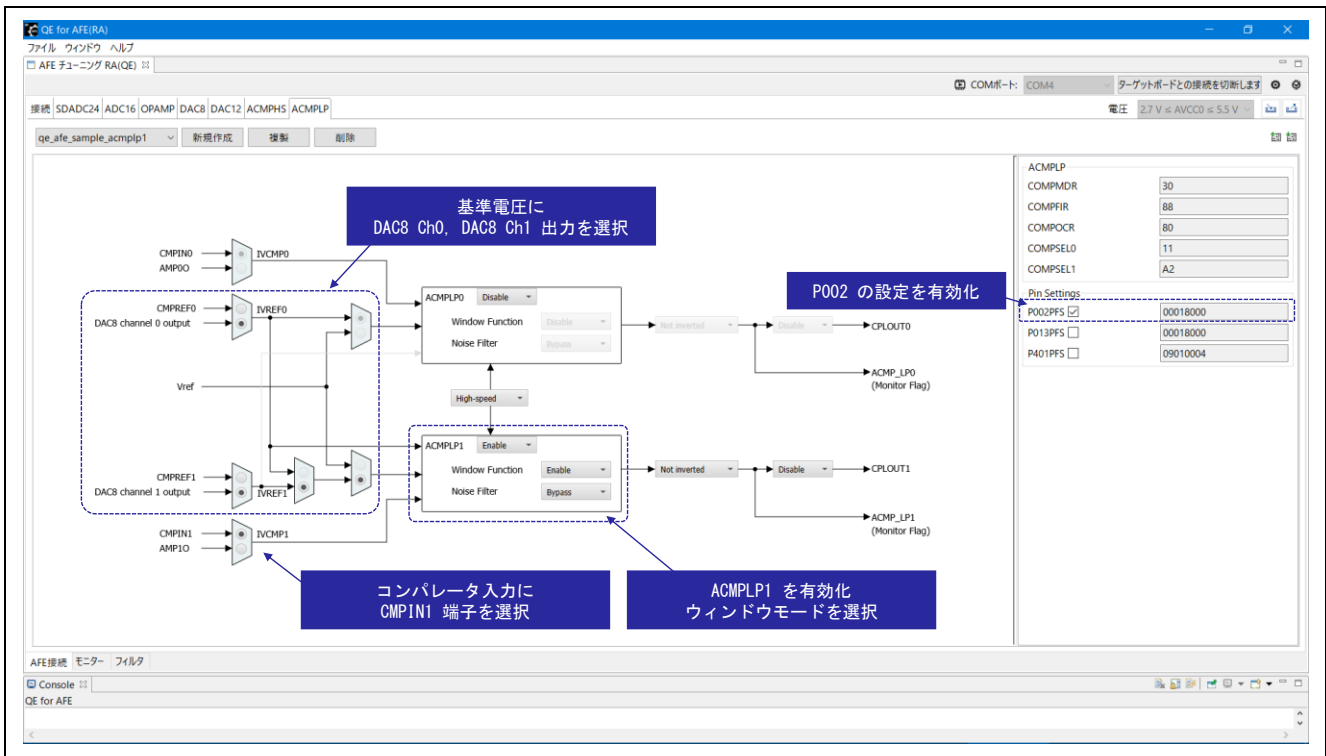 QE for AFE(RA)
ファイル ウィンドウ ヘルプ
AFE チューニング RA(QE)
COMポート: COM4 ターゲットボードとの接続を切断します
接続 SDADC24 ADC16 OPAMP DAC8 DAC12 ACMPHS ACMPLP
電圧 2.7 V ≤ AVCC0 ≤ 5.5 V
qe_afe_sample_acmplp1 新規作成 複製 削除
基準電圧に
DAC8 Ch0, DAC8 Ch1 出力を選択
CMPIN0
AMP0O
IVCMP0
CMPREF0
DAC8 channel 0 output
IVREF0
Vref
CMPREF1
DAC8 channel 1 output
IVREF1
CMPIN1
AMP1O
IVCMP1
ACMPLP0 Disable
Window Function Disable
Noise Filter Bypass
Not inverted Disable CPLOUT0
ACMP_LP0
(Monitor Flag)
High-speed
ACMPLP1 Enable
Window Function Enable
Noise Filter Bypass
Not inverted Disable CPLOUT1
ACMP_LP1
(Monitor Flag)
コンパレータ入力に
CMPIN1 端子を選択
ACMPLP1 を有効化
ウィンドウモードを選択
P002 の設定を有効化
ACMPLP
COMPMDR 30
COMPFIR 88
COMPOCR 80
COMPSEL0 11
COMPSEL1 A2
Pin Settings
P002PFS 00018000
P013PFS 00018000
P401PFS 09010004
AFE接続 モニター フィルタ
Console
QE for AFE